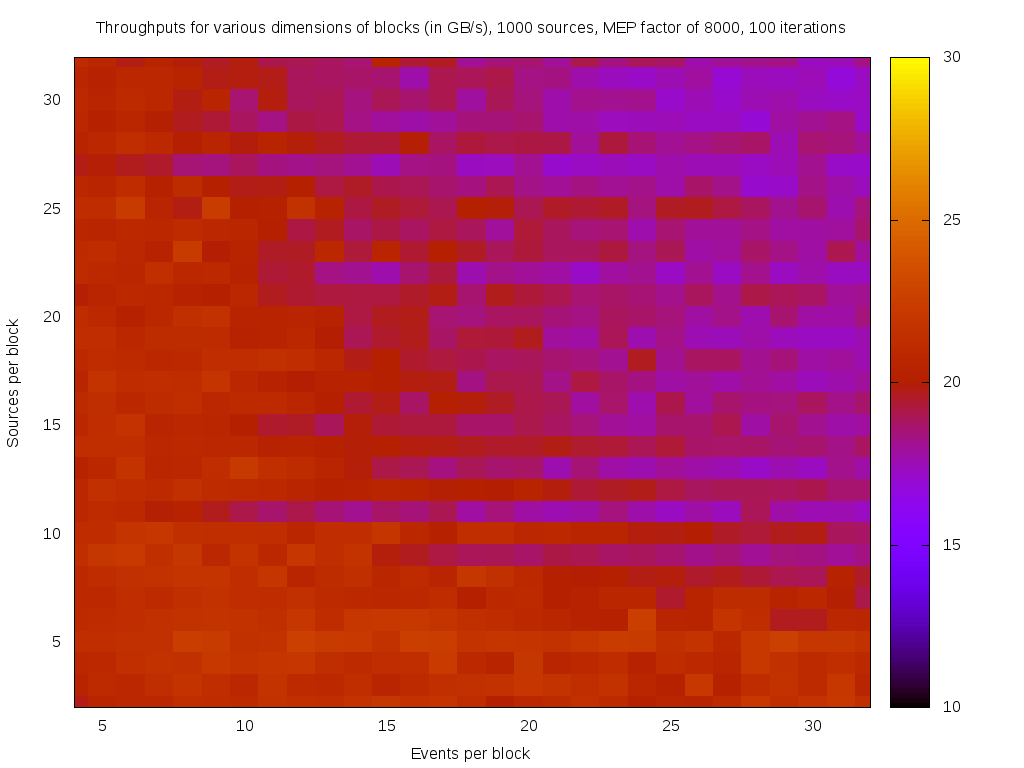 Throughputs for various dimensions of blocks (in GB/s), 1000 sources, MEP factor of 8000, 100 iterations
30
25
20
15
10
5
Sources per block
5 10 15 20 25 30
Events per block
30
25
20
15
10